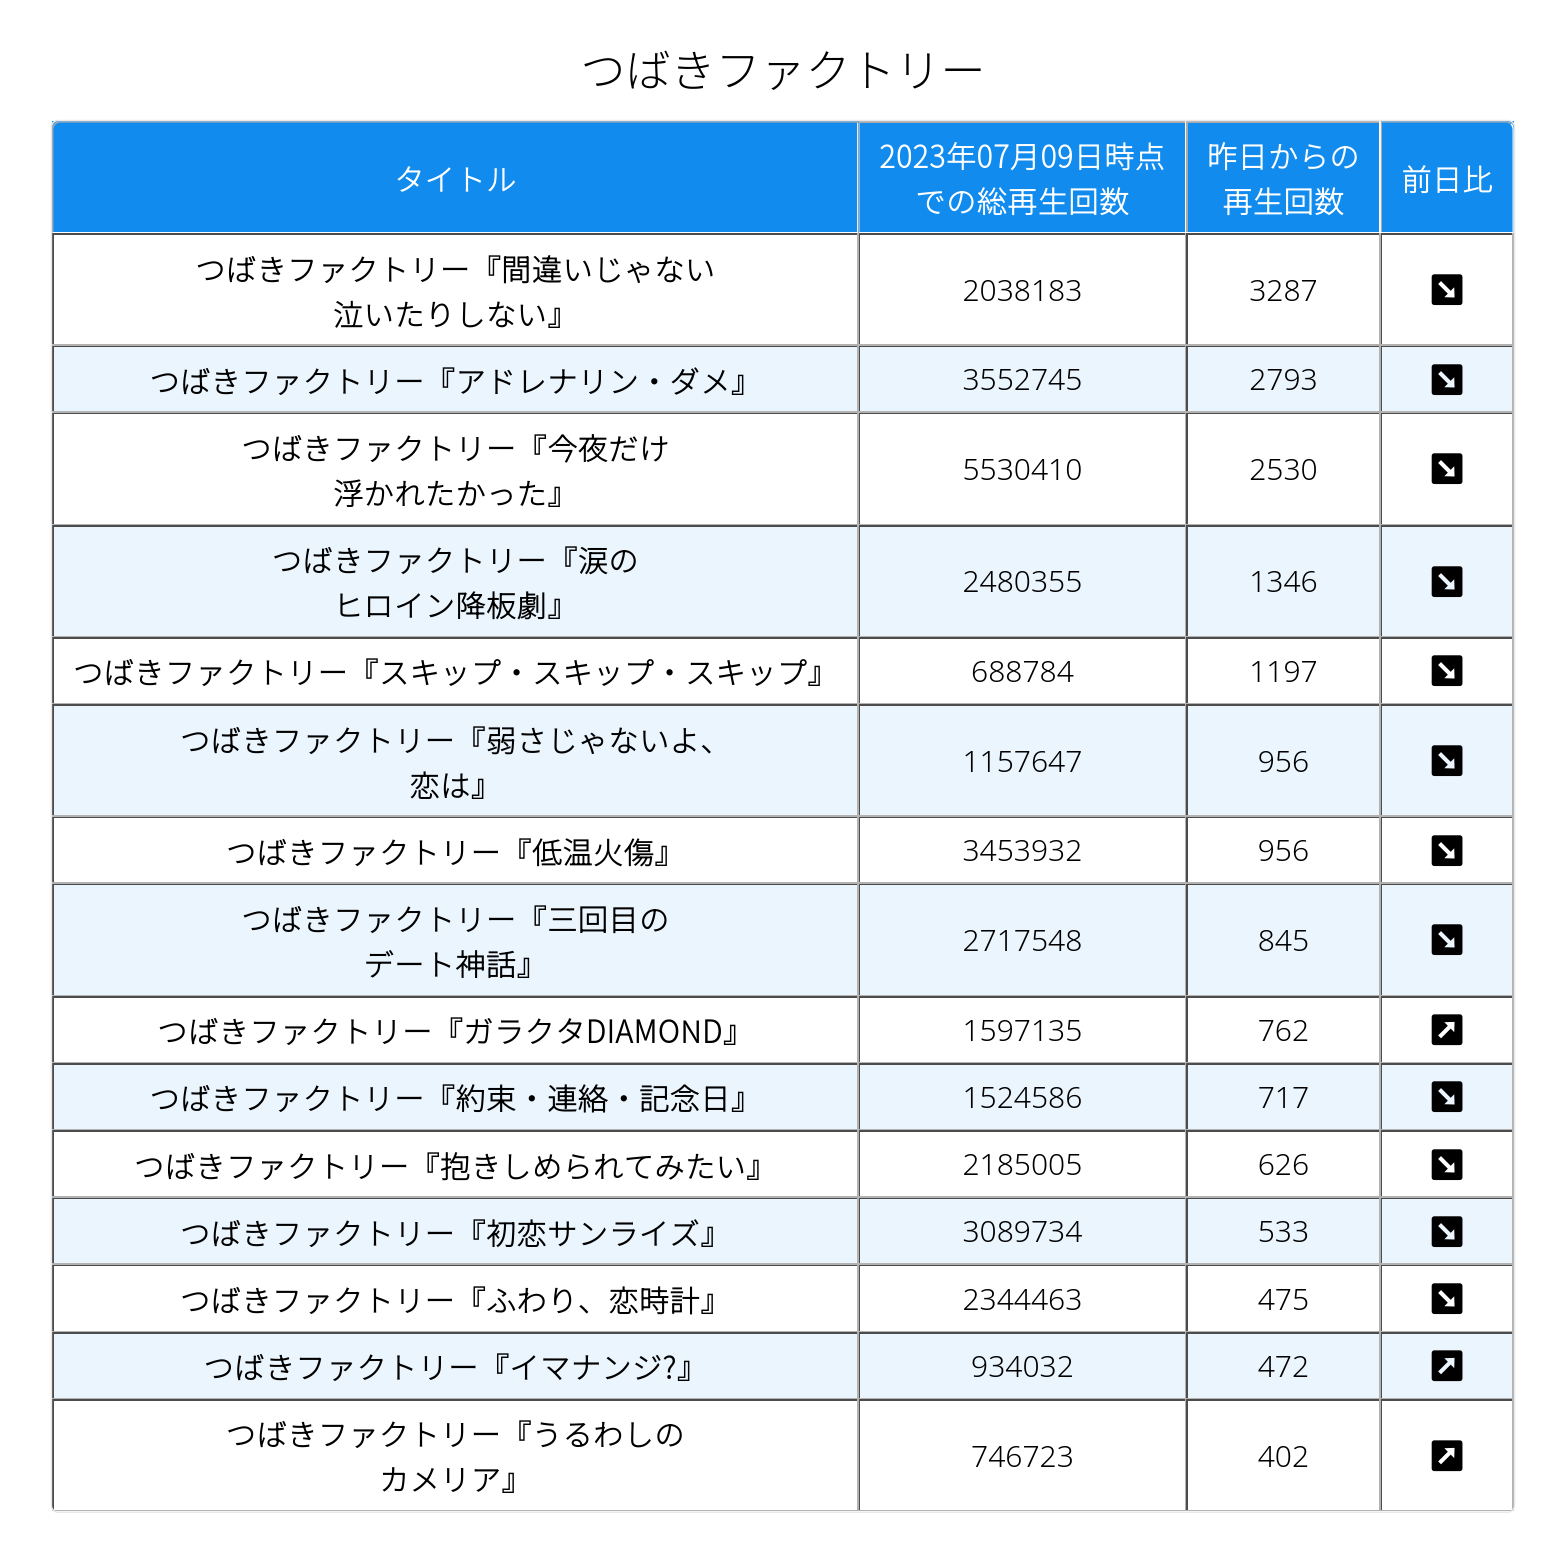 つばきファクトリー
タイトル
2023年07月09日時点
での総再生回数
昨日からの
再生回数
前日比
つばきファクトリー『間違いじゃない
泣いたりしない』
2038183
3287
つばきファクトリー『アドレナリン・ダメ』
3552745
2793
つばきファクトリー『今夜だけ
浮かれたかった』
5530410
2530
つばきファクトリー『涙の
ヒロイン降板劇』
2480355
1346
つばきファクトリー『スキップ・スキップ・スキップ』
688784
1197
つばきファクトリー『弱さじゃないよ、
恋は』
1157647
956
つばきファクトリー『低温火傷』
3453932
956
つばきファクトリー『三回目の
デート神話』
2717548
845
つばきファクトリー『ガラクタDIAMOND』
1597135
762
つばきファクトリー『約束・連絡・記念日』
1524586
717
つばきファクトリー『抱きしめられてみたい』
2185005
626
つばきファクトリー『初恋サンライズ』
3089734
533
つばきファクトリー『ふわり、恋時計』
2344463
475
つばきファクトリー『イマナンジ?』
934032
472
つばきファクトリー『うるわしの
カメリア』
746723
402